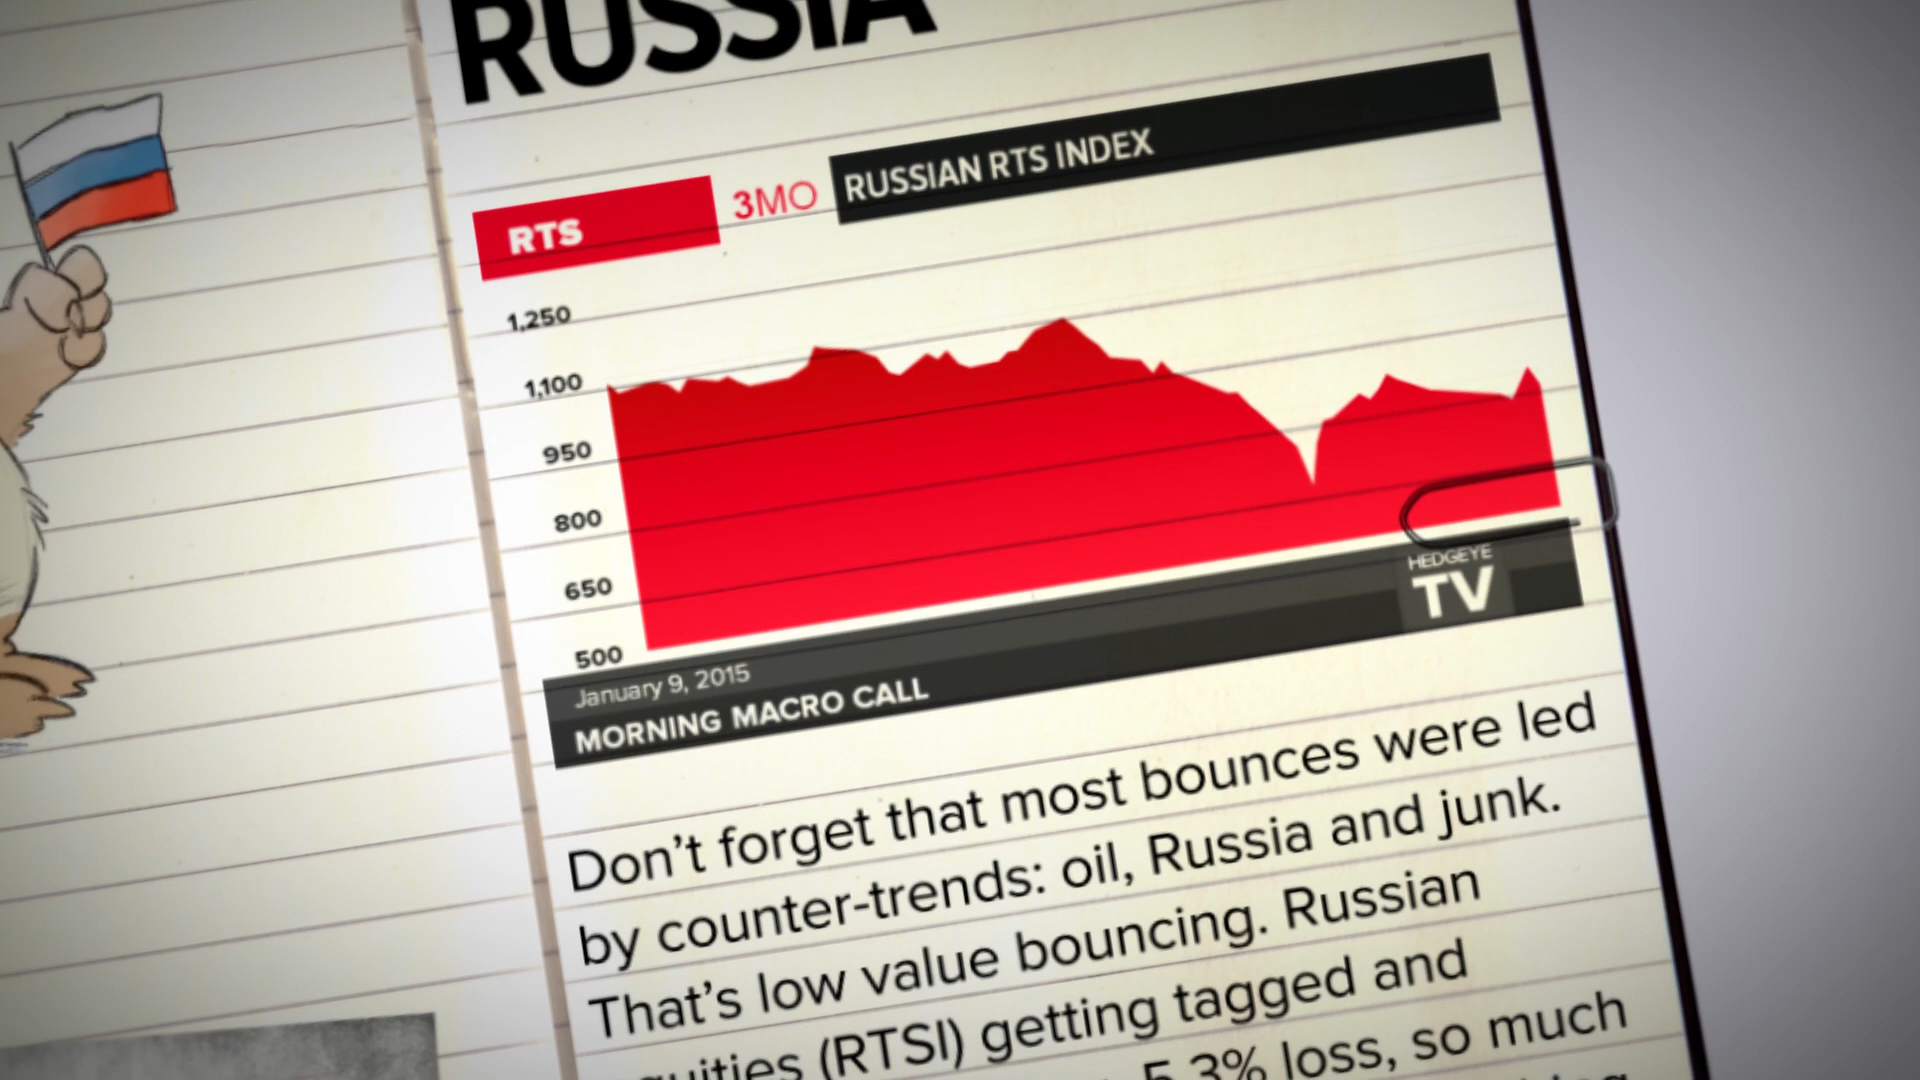 RUSSIA
RTS 3MO RUSSIAN RTS INDEX
1,250
1,100
950
800
650
500
HEDGEYE
TV
January 9, 2015
MORNING MACRO CALL
Don't forget that most bounces were led
by counter-trends: oil, Russia and junk.
That's low value bouncing. Russian
(RTSI) getting tagged and
5.3% loss, so much